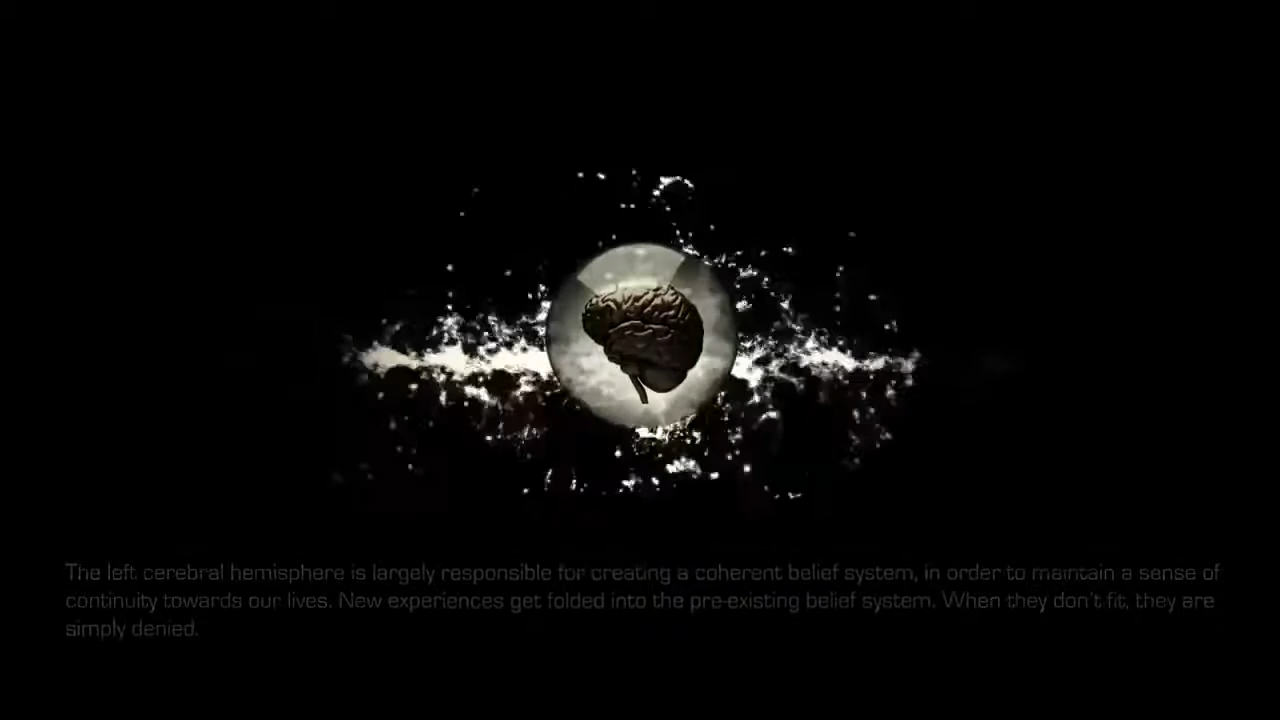 The left cerebral hemisphere is largely responsible for creating a coherent belief system, in order to maintain a sense of
continuity towards our lives. New experiences get folded into the pre-existing belief system. When they don't fit, they are
simply denied.